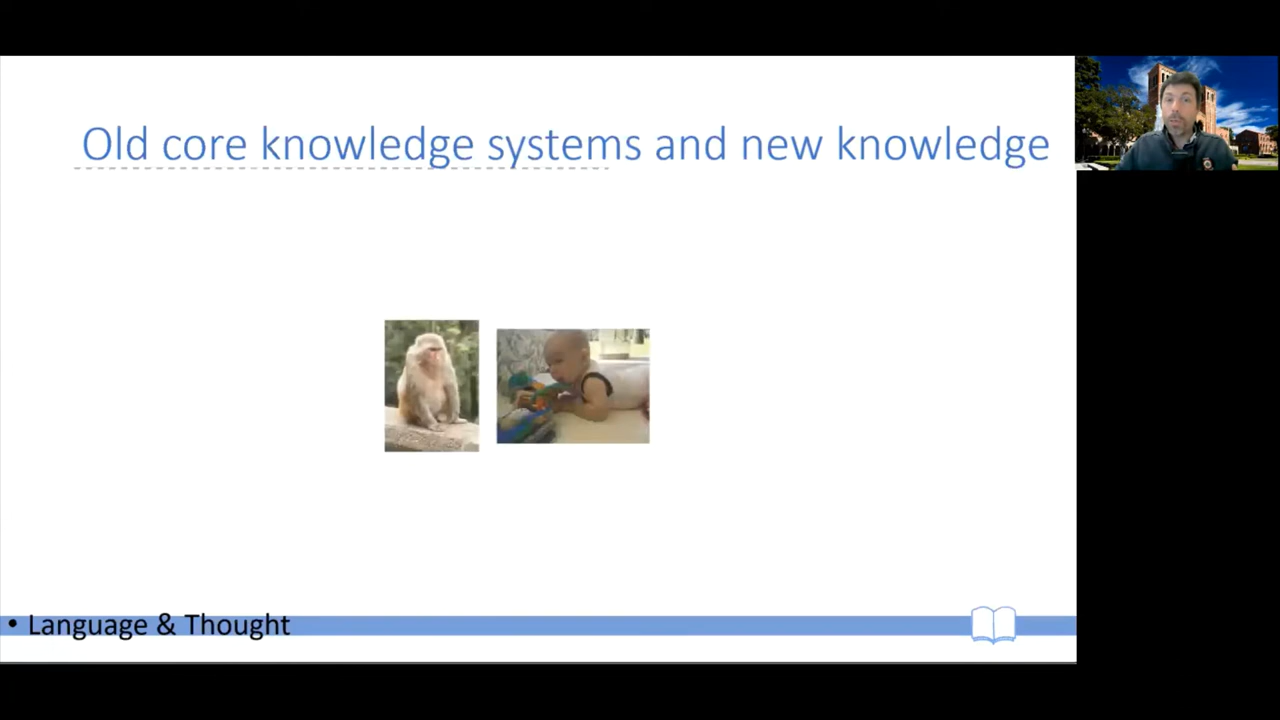 Old core knowledge systems and new knowledge
• Language & Thought